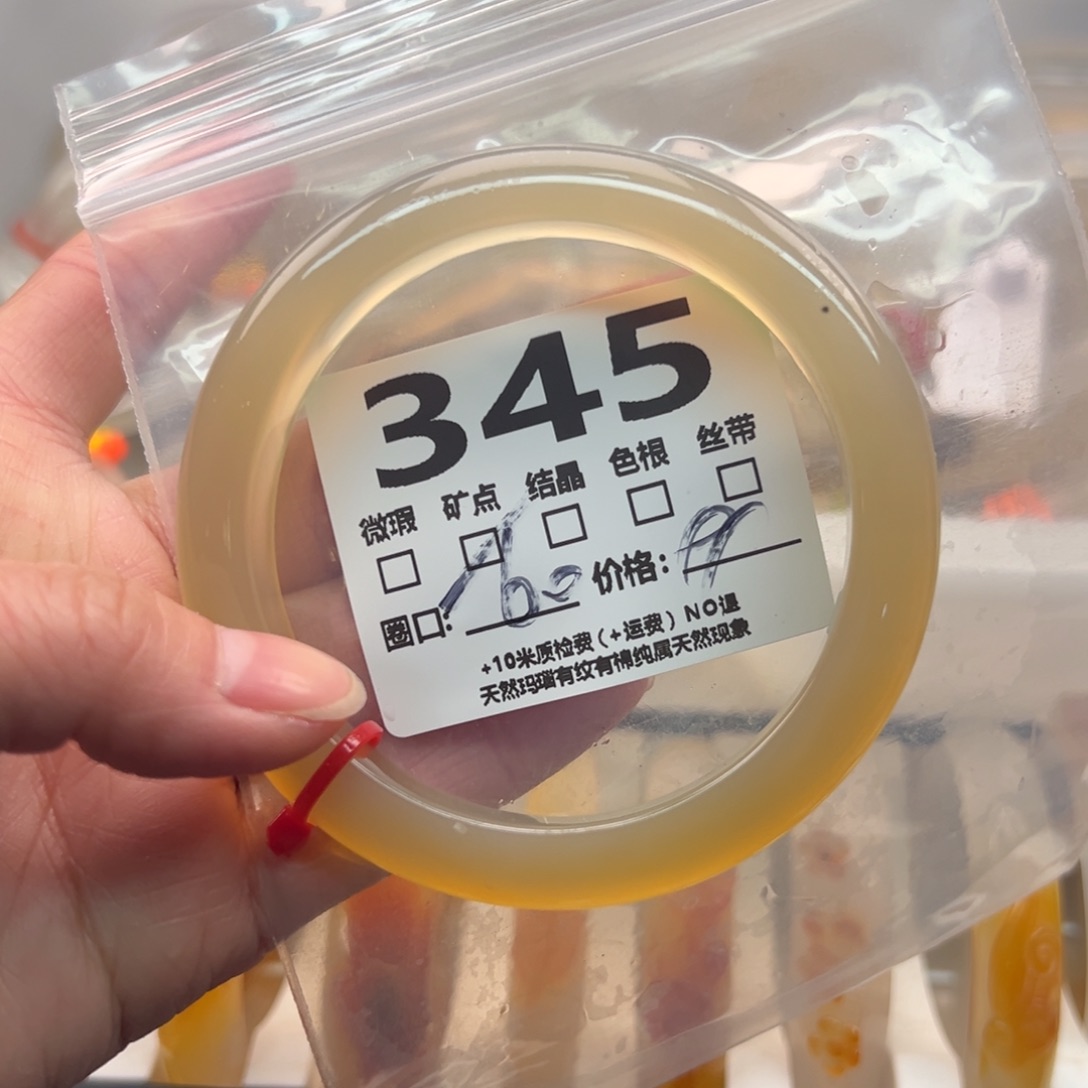 345
微瑕 矿点 结晶 色根 丝带
圈口: 价格:
+10米质检费(+运费)NO退
天然玛瑙有纹有棉纯属天然现象